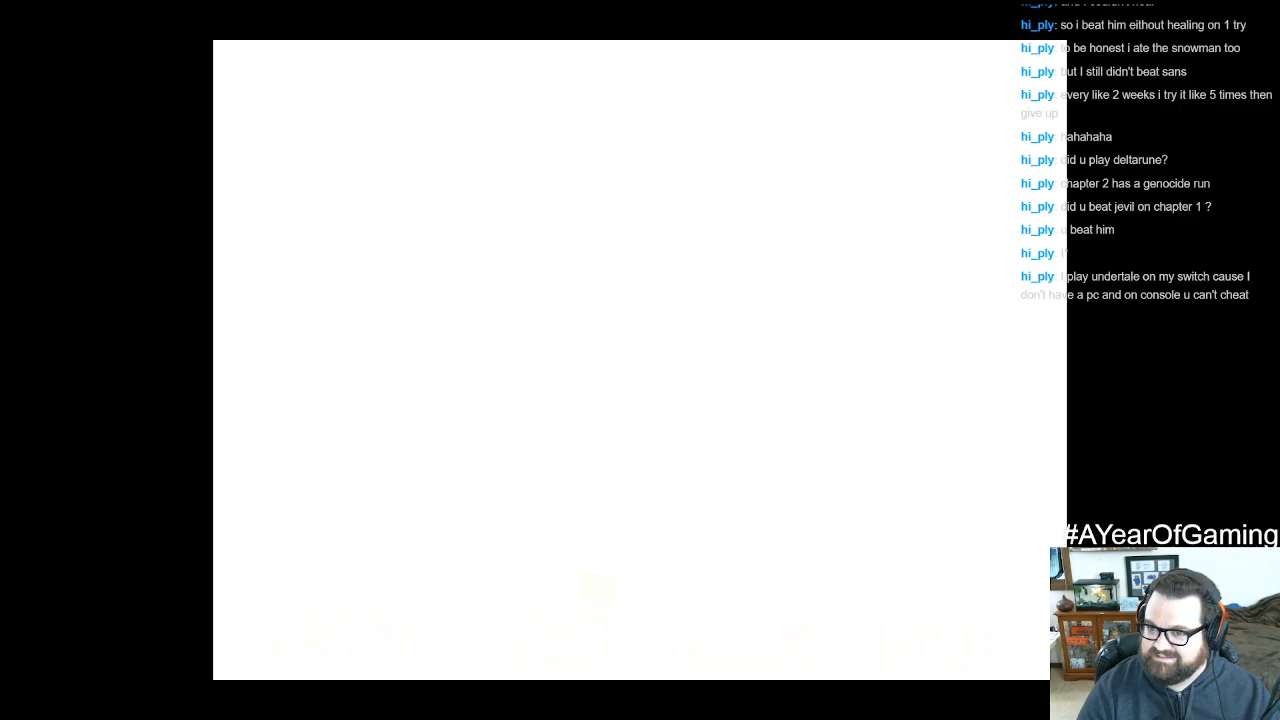 hi_ply: so i beat him eithout healing on 1 try
hi_ply: to be honest i ate the snowman too
hi_ply: but I still didn't beat sans
hi_ply: every like 2 weeks i try it like 5 times then
give up
hi_ply: hahahaha
hi_ply: did u play deltarune?
hi_ply: chapter 2 has a genocide run
hi_ply: did u beat jevil on chapter 1 ?
hi_ply: u beat him
hi_ply:
hi_ply: I play undertale on my switch cause I
don't have a pc and on console u can't cheat
#AYearOfGaming